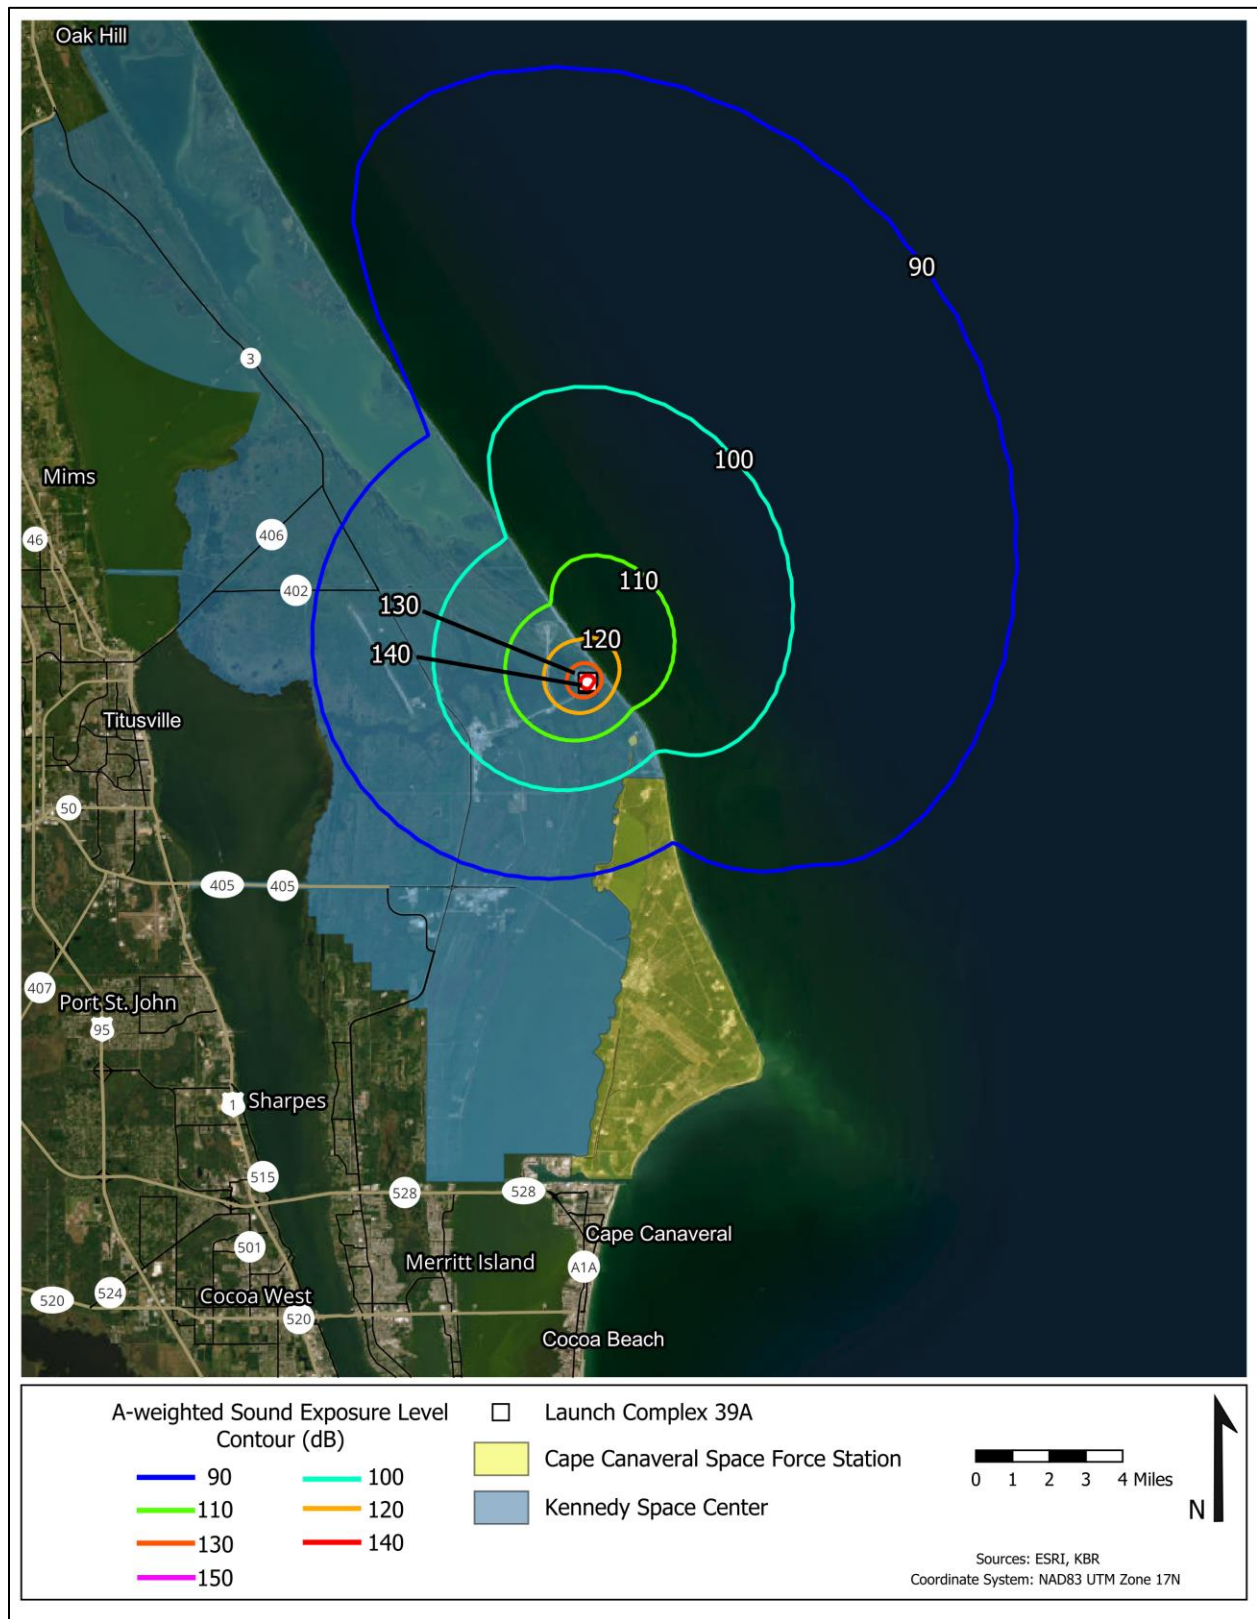 Oak Hill
90
3
100
Mims
406
46
110
402
130
120
140
Titusville
50
405
405
407
Port St. John
95
1
Sharpes
515
528
528
Cape Canaveral
501
Merritt Island
A1A
524
Cocoa West
520
520
Cocoa Beach
A-weighted Sound Exposure Level
Contour (dB)
90
100
110
120
130
140
150
Launch Complex 39A
Cape Canaveral Space Force Station
Kennedy Space Center
0 1 2 3 4 Miles
N
Sources: ESRI, KBR
Coordinate System: NAD83 UTM Zone 17N